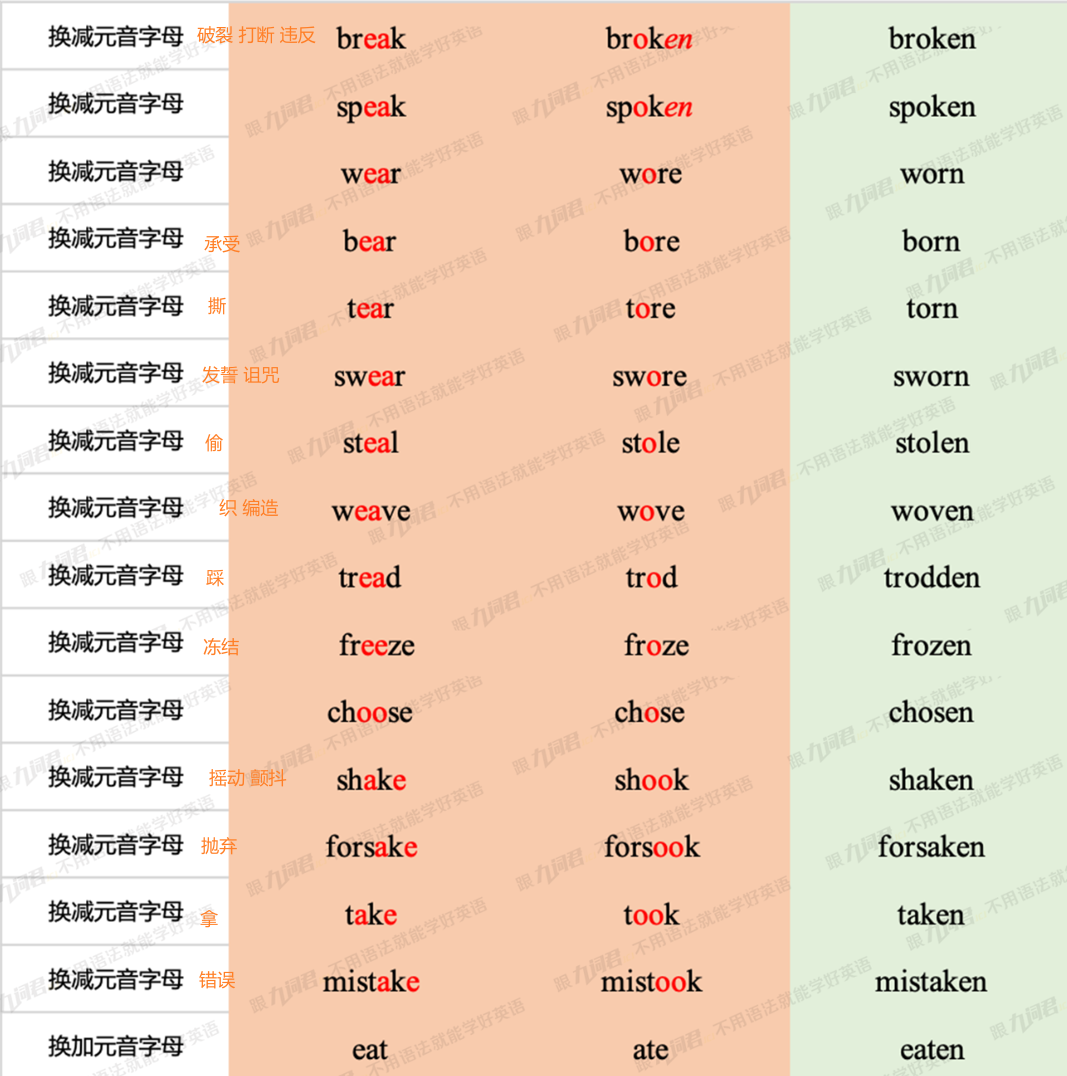 换减元音字母 破裂 打断 违反 break broken broken
换减元音字母 speak spoken spoken
换减元音字母 wear wore worn
换减元音字母 承受 bear bore born
换减元音字母 撕 tear tore torn
换减元音字母 发誓 诅咒 swear swore sworn
换减元音字母 偷 steal stole stolen
换减元音字母 织 编造 weave wove woven
换减元音字母 踩 tread trod trodden
换减元音字母 冻结 freeze froze frozen
换减元音字母 choose chose chosen
换减元音字母 摇动 颤抖 shake shook shaken
换减元音字母 抛弃 forsake forsook forsaken
换减元音字母 拿 take took taken
换减元音字母 错误 mistake mistook mistaken
换加元音字母 eat ate eaten
跟九词君 不用语法就能学好英语